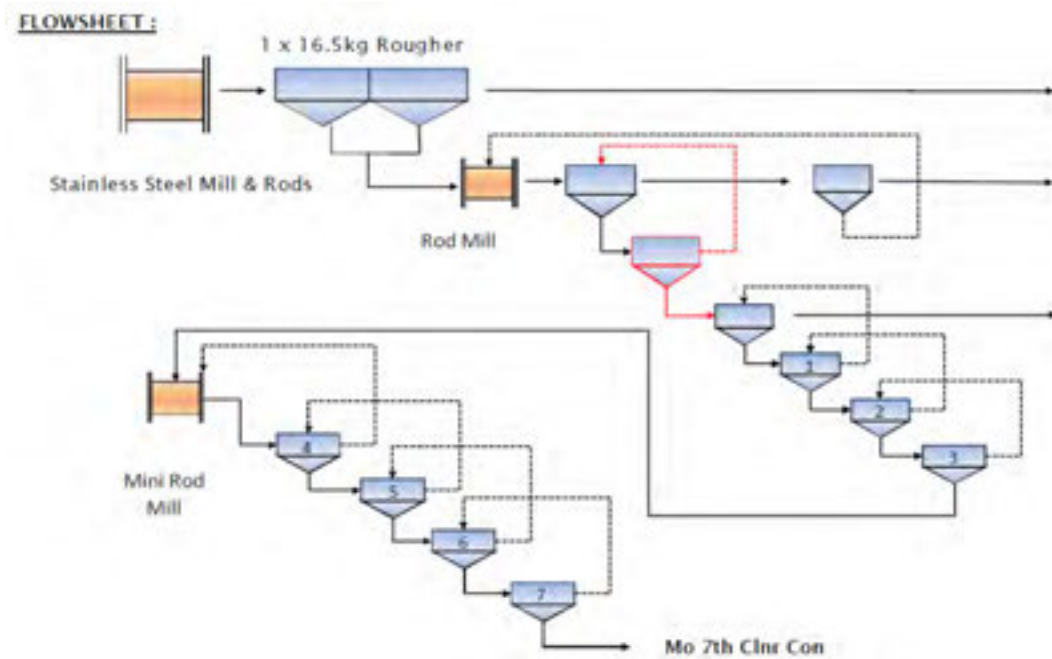 FLOWSHEET :
1 x 16.5kg Rougher
Stainless Steel Mill & Rods
Rod Mill
1
2
3
4
5
6
7
Mini Rod
Mill
Mo 7th Clnr Con